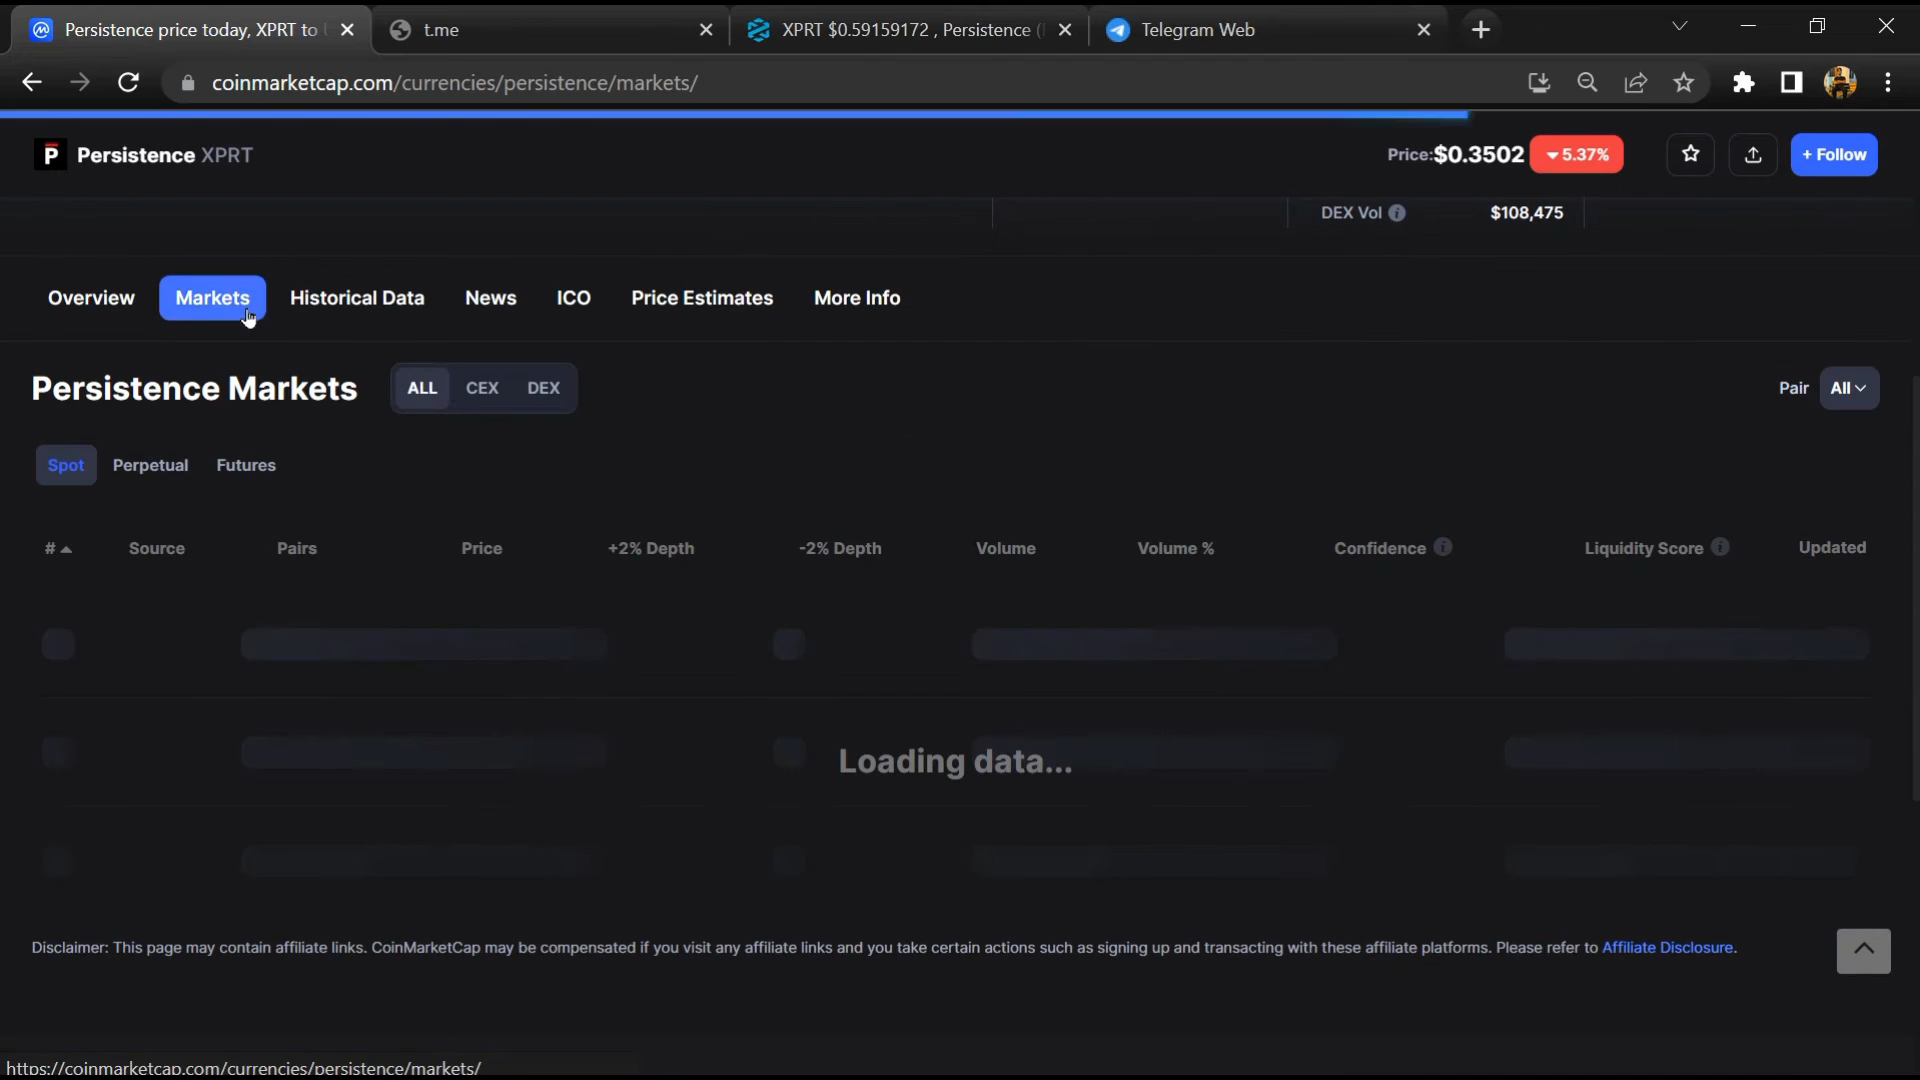 Persistence price today, XPRT to
t.me
XPRT $0.59159172 , Persistence (
Telegram Web
coinmarketcap.com/currencies/persistence/markets/
Persistence XPRT
Price:$0.3502
5.37%
+ Follow
DEX Vol
$108,475
Overview
Markets
Historical Data
News
ICO
Price Estimates
More Info
Persistence Markets
ALL
CEX
DEX
Pair
All
Spot
Perpetual
Futures
#
Source
Pairs
Price
+2% Depth
-2% Depth
Volume
Volume %
Confidence
Liquidity Score
Updated
Loading data...
Disclaimer: This page may contain affiliate links. CoinMarketCap may be compensated if you visit any affiliate links and you take certain actions such as signing up and transacting with these affiliate platforms. Please refer to Affiliate Disclosure.
https://coinmarketcap.com/currencies/persistence/markets/